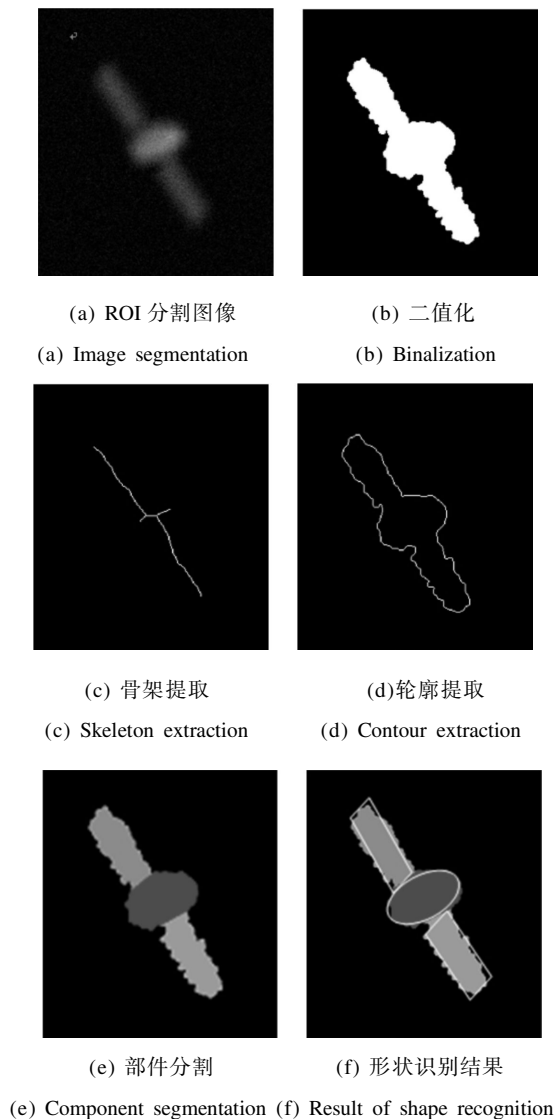 (a) ROI 分割图像 (b) 二值化
(a) Image segmentation (b) Binalization
(c) 骨架提取 (d)轮廓提取
(c) Skeleton extraction (d) Contour extraction
(e) 部件分割 (f) 形状识别结果
(e) Component segmentation (f) Result of shape recognition